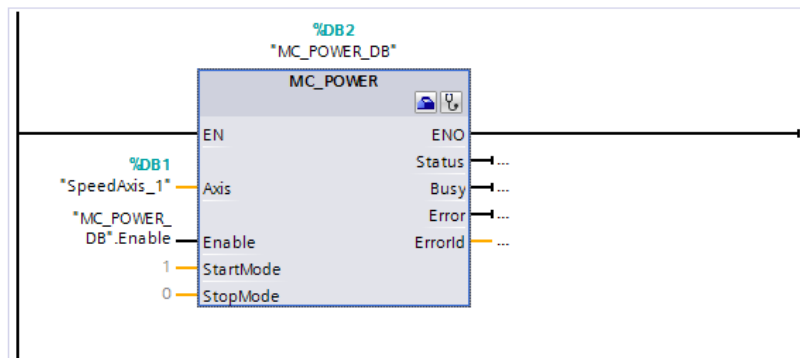 %DB2
"MC_POWER_DB"
MC_POWER
EN
ENO
Status
...
%DB1
"SpeedAxis_1"
Axis
Busy
...
Error
...
"MC_POWER_
DB".Enable
Enable
ErrorId
...
1
StartMode
0
StopMode